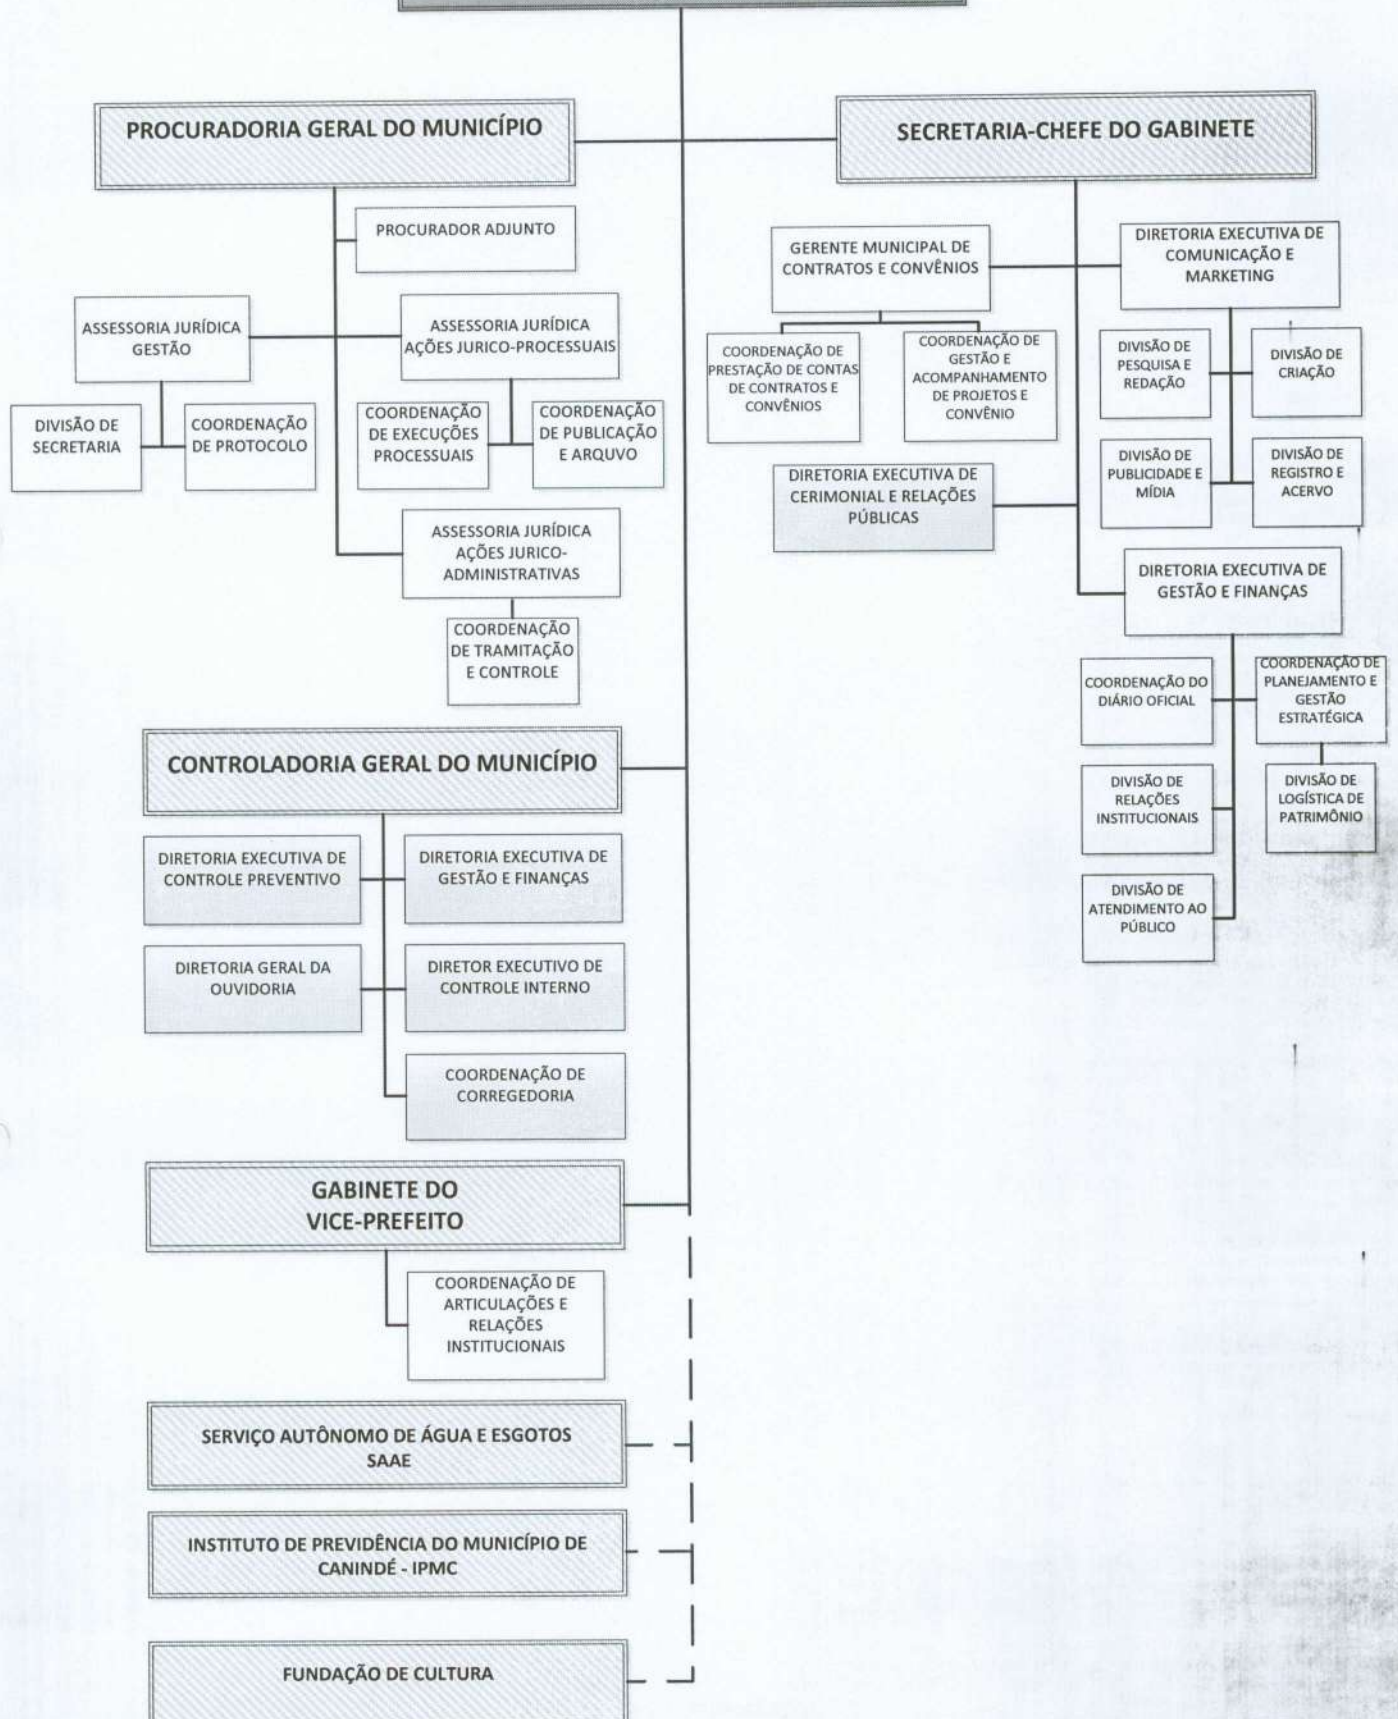 PROCURADORIA GERAL DO MUNICÍPIO
SECRETARIA-CHEFE DO GABINETE
PROCURADOR ADJUNTO
ASSESSORIA JURÍDICA
GESTÃO
ASSESSORIA JURÍDICA
AÇÕES JURICO-PROCESSUAIS
DIVISÃO DE
SECRETARIA
COORDENAÇÃO
DE PROTOCOLO
COORDENAÇÃO
DE EXECUÇÕES
PROCESSUAIS
COORDENAÇÃO
DE PUBLICAÇÃO
E ARQUVO
ASSESSORIA JURÍDICA
AÇÕES JURICO-
ADMINISTRATIVAS
COORDENAÇÃO
DE TRAMITAÇÃO
E CONTROLE
GERENTE MUNICIPAL DE
CONTRATOS E CONVÊNIOS
DIRETORIA EXECUTIVA DE
COMUNICAÇÃO E
MARKETING
COORDENAÇÃO DE
PRESTAÇÃO DE CONTAS
DE CONTRATOS E
CONVÊNIOS
COORDENAÇÃO DE
GESTÃO E
ACOMPANHAMENTO
DE PROJETOS E
CONVÊNIO
DIVISÃO DE
PESQUISA E
REDAÇÃO
DIVISÃO DE
CRIAÇÃO
DIVISÃO DE
PUBLICIDADE E
MÍDIA
DIVISÃO DE
REGISTRO E
ACERVO
DIRETORIA EXECUTIVA DE
CERIMONIAL E RELAÇÕES
PÚBLICAS
DIRETORIA EXECUTIVA DE
GESTÃO E FINANÇAS
COORDENAÇÃO DO
DIÁRIO OFICIAL
COORDENAÇÃO DE
PLANEJAMENTO E
GESTÃO
ESTRATÉGICA
DIVISÃO DE
RELAÇÕES
INSTITUCIONAIS
DIVISÃO DE
LOGÍSTICA DE
PATRIMÔNIO
DIVISÃO DE
ATENDIMENTO AO
PÚBLICO
CONTROLADORIA GERAL DO MUNICÍPIO
DIRETORIA EXECUTIVA DE
CONTROLE PREVENTIVO
DIRETORIA EXECUTIVA DE
GESTÃO E FINANÇAS
DIRETORIA GERAL DA
OUVIDORIA
DIRETOR EXECUTIVO DE
CONTROLE INTERNO
COORDENAÇÃO DE
CORREGEDORIA
GABINETE DO
VICE-PREFEITO
COORDENAÇÃO DE
ARTICULAÇÕES E
RELAÇÕES
INSTITUCIONAIS
SERVIÇO AUTÔNOMO DE ÁGUA E ESGOTOS
SAAE
INSTITUTO DE PREVIDÊNCIA DO MUNICÍPIO DE
CANINDÉ - IPMC
FUNDAÇÃO DE CULTURA